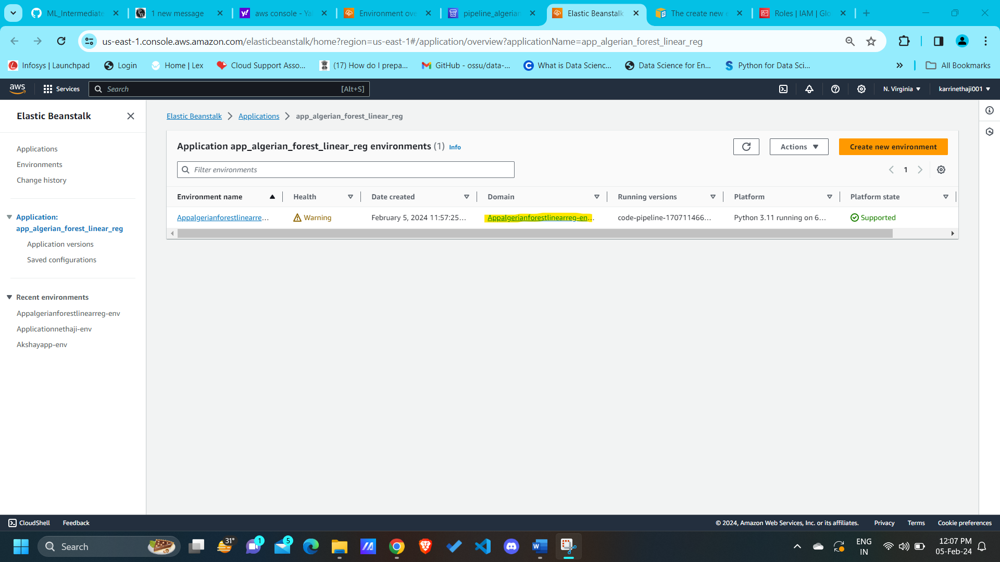 ML_Intermediate
1 new message
aws console - Ya
Environment ove
pipeline_algerian
Elastic Beanstalk
The create new e
Roles | IAM | Glo
us-east-1.console.aws.amazon.com/elasticbeanstalk/home?region=us-east-1#/application/overview?applicationName=app_algerian_forest_linear_reg
Infosys | Launchpad
Login
Home | Lex
Cloud Support Asso...
(17) How do I prepa...
GitHub - ossu/data-...
What is Data Scienc...
Data Science for En...
Python for Data Sci...
All Bookmarks
aws
Services
Search
[Alt+S]
N. Virginia
karrinethaji001
Elastic Beanstalk
Applications
Environments
Change history
Application:
app_algerian_forest_linear_reg
Application versions
Saved configurations
Recent environments
Appalgerianforestlinearreg-env
Applicationnethaji-env
Akshayapp-env
Elastic Beanstalk > Applications > app_algerian_forest_linear_reg
Application app_algerian_forest_linear_reg environments (1) Info
Actions
Create new environment
Filter environments
1
Environment name Health Date created Domain Running versions Platform Platform state
Appalgerianforestlinearre... Warning February 5, 2024 11:57:25... Appalgerianforestlinearreg-en... code-pipeline-170711466... Python 3.11 running on 6... Supported
CloudShell
Feedback
© 2024, Amazon Web Services, Inc. or its affiliates.
Privacy
Terms
Cookie preferences
Search
31°
1
5
ENG
IN
12:07 PM
05-Feb-24